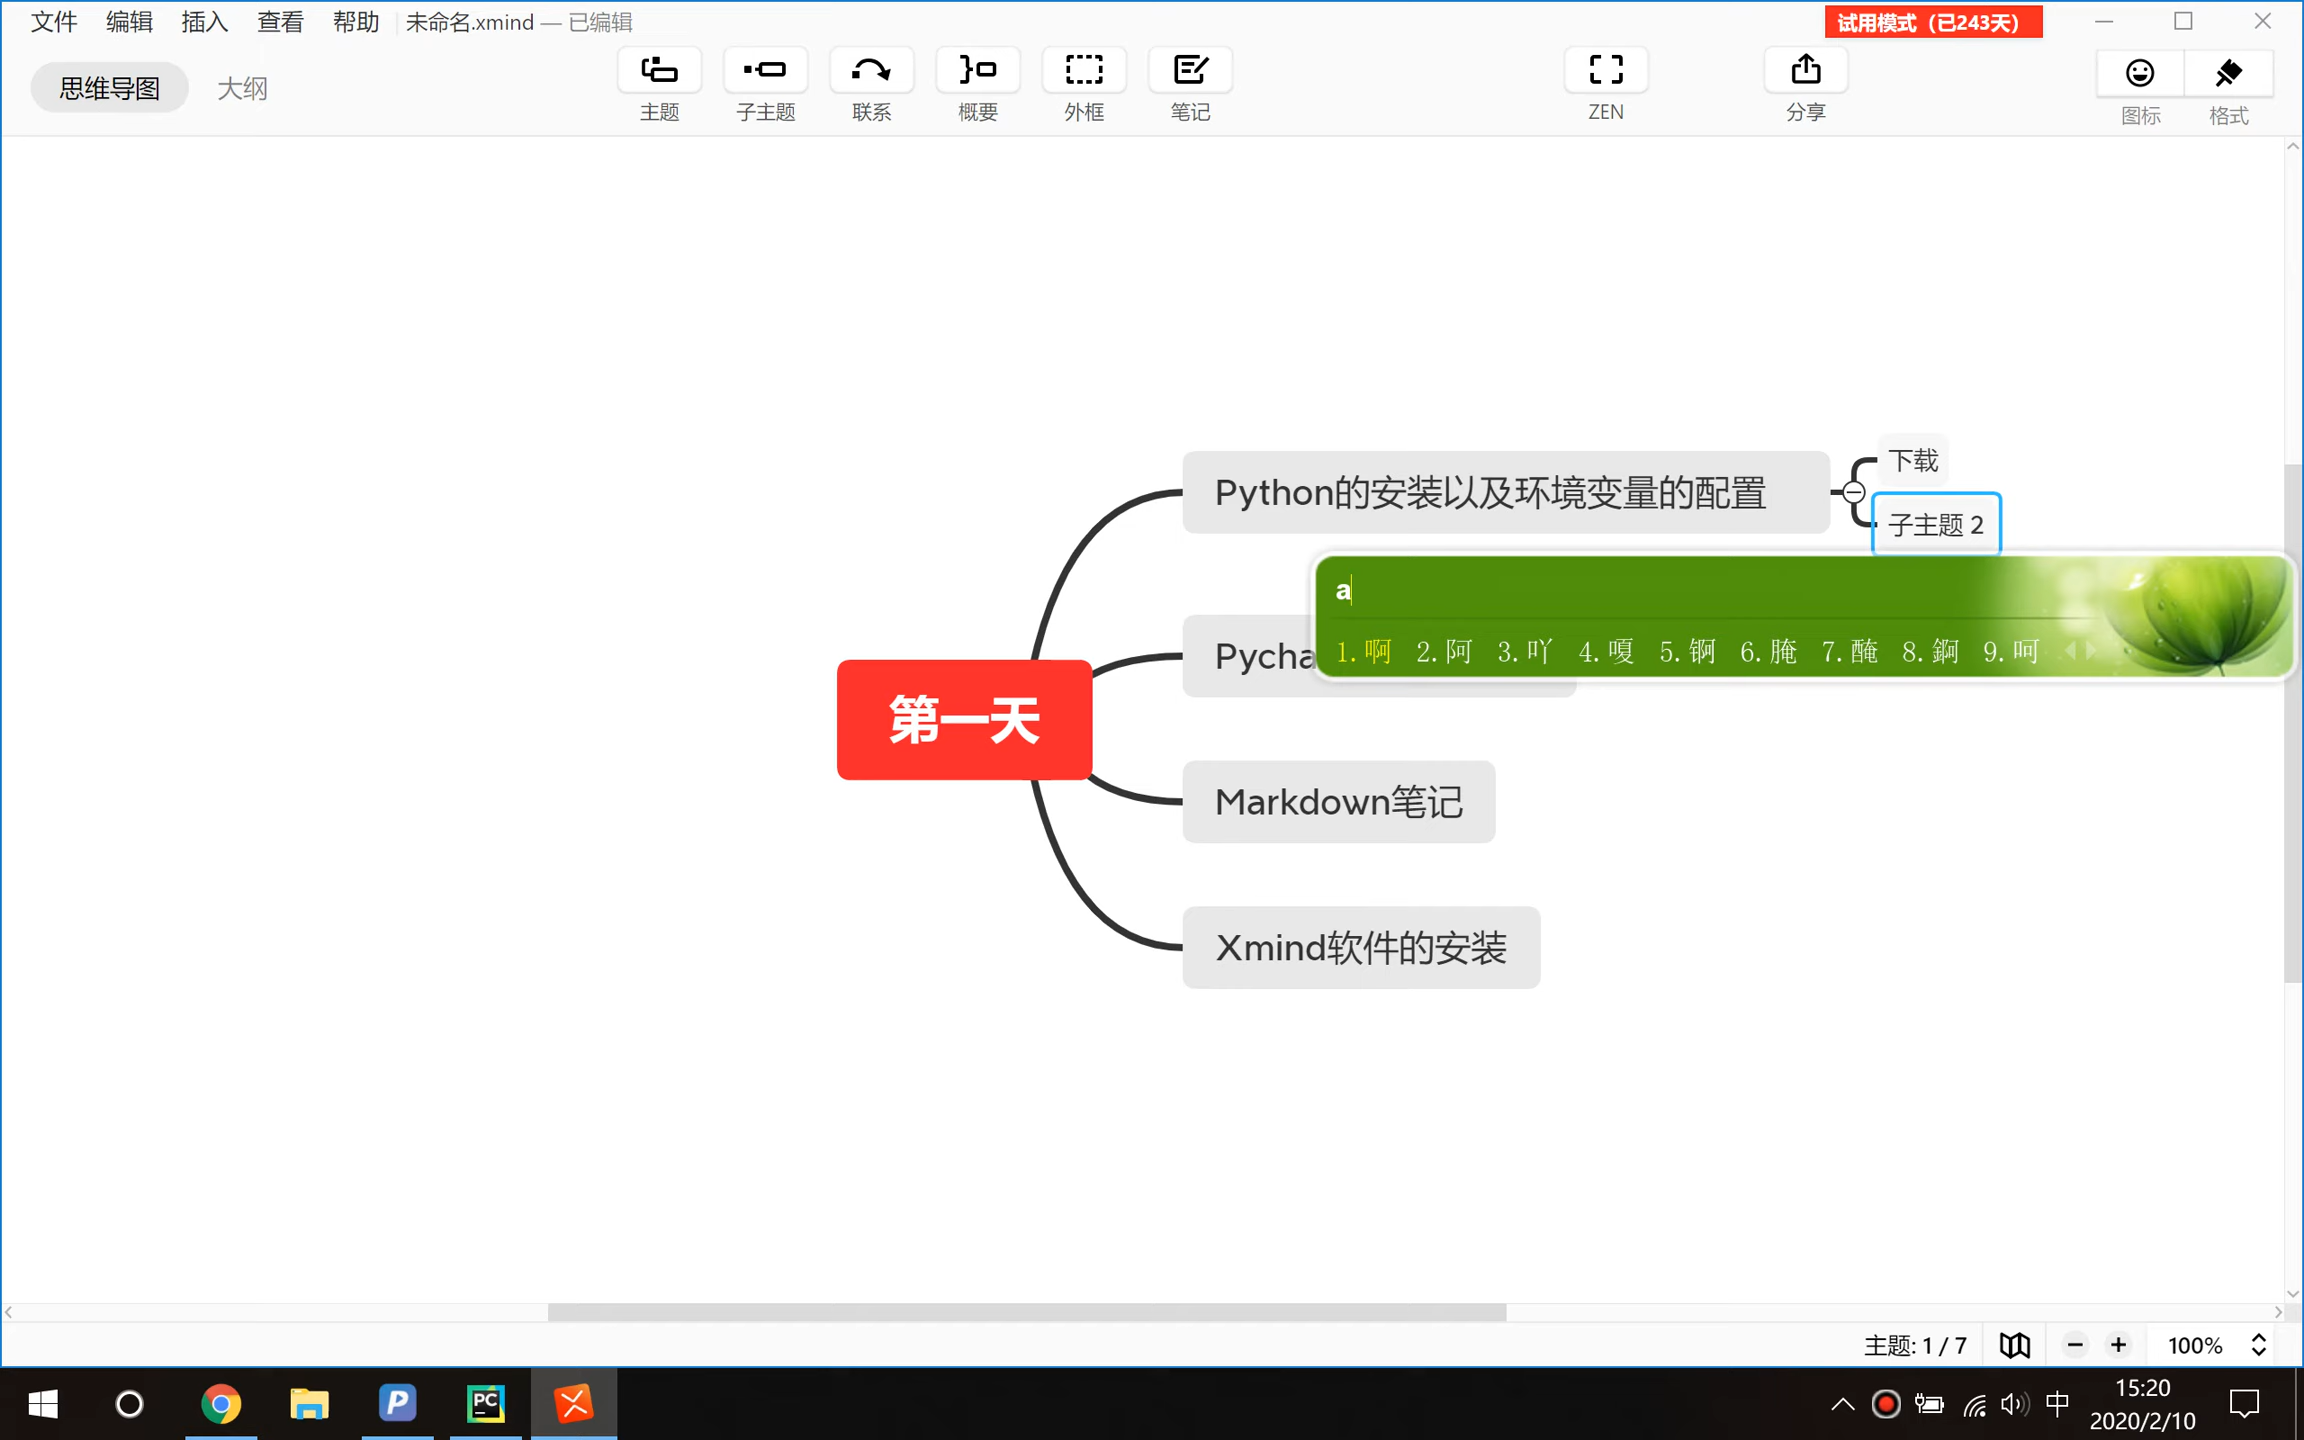 文件 编辑 插入 查看 帮助 未命名.xmind — 已编辑 试用模式（已243天）
思维导图 大纲
主题 子主题 联系 概要 外框 笔记 ZEN 分享 图标 格式
下载
Python的安装以及环境变量的配置
子主题 2
a
Pycha
1.啊 2.阿 3.吖 4.嘎 5.锕 6.腌 7.醃 8.錒 9.呵
第一天
Markdown笔记
Xmind软件的安装
主题: 1 / 7 100%
P PC 中 15:20
2020/2/10